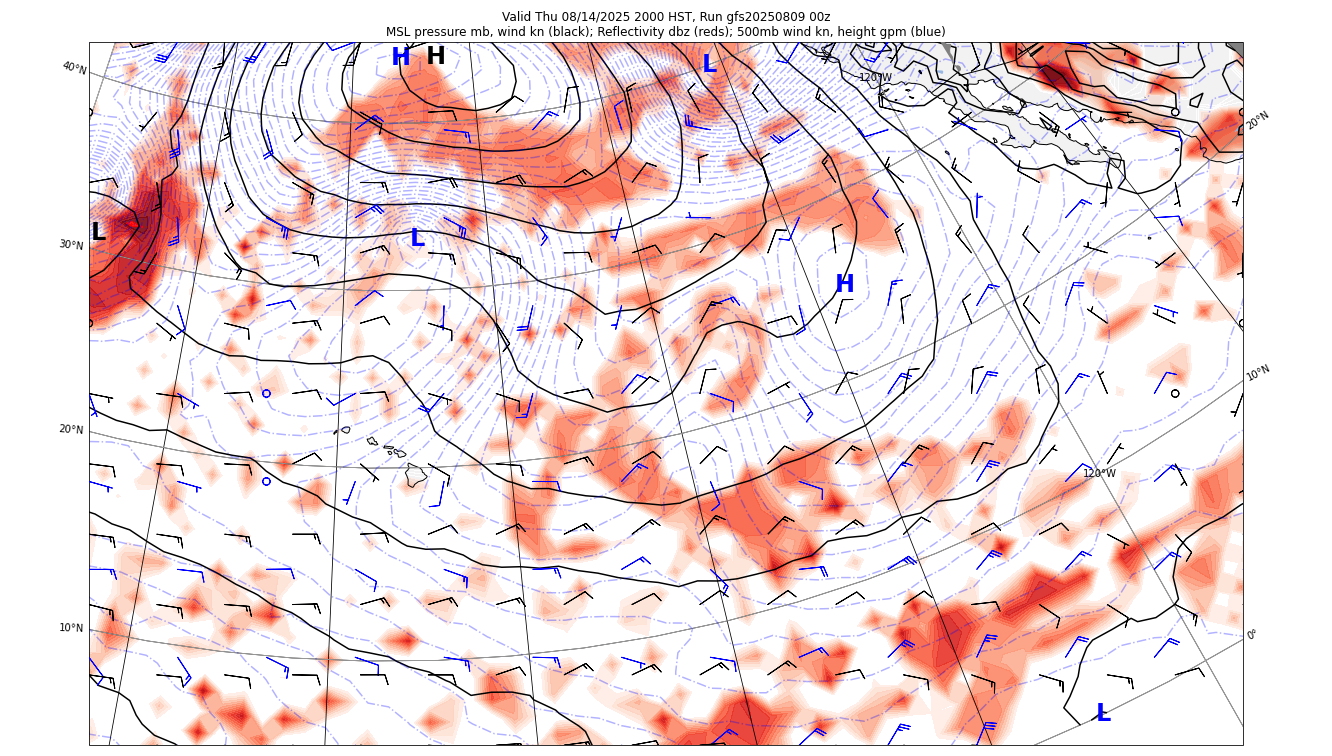 Valid Thu 08/14/2025 2000 HST, Run gfs20250809 00z
MSL pressure mb, wind kn (black); Reflectivity dbz (reds); 500mb wind kn, height gpm (blue)
H H L
40°N
120°W
20°N
L
L
30°N
H
10°N
20°N
120°W
10°N
0°
L